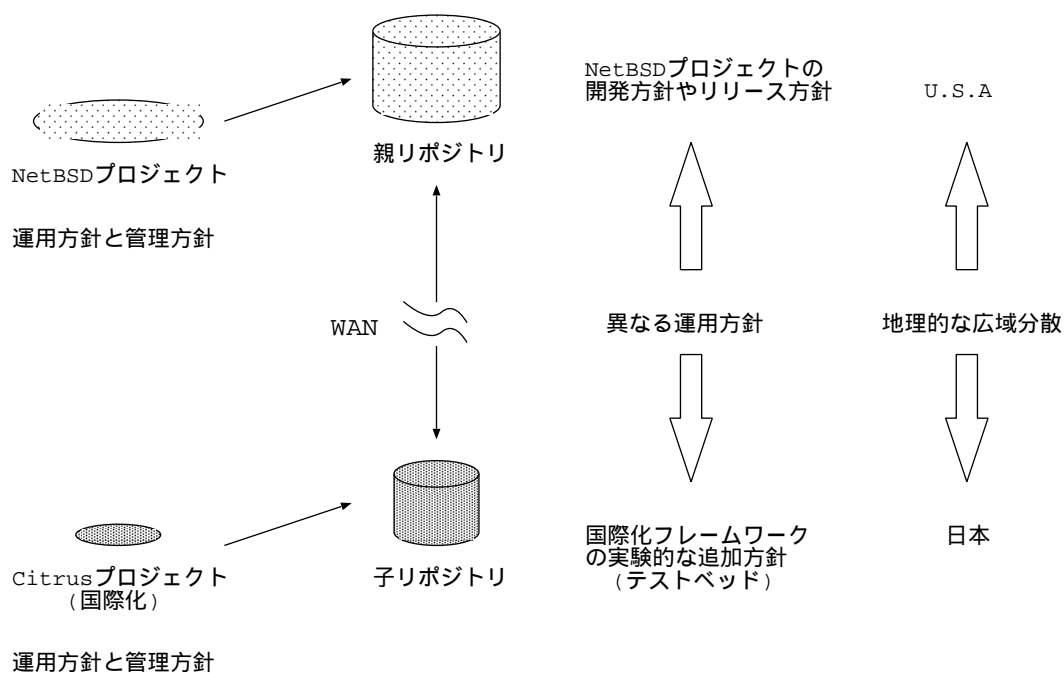 NetBSDプロジェクト
運用方針と管理方針
親リポジトリ
WAN
Citrusプロジェクト
(国際化)
運用方針と管理方針
子リポジトリ
NetBSDプロジェクトの
開発方針やリリース方針
異なる運用方針
国際化フレームワーク
の実験的な追加方針
(テストベッド)
U.S.A
地理的な広域分散
日本